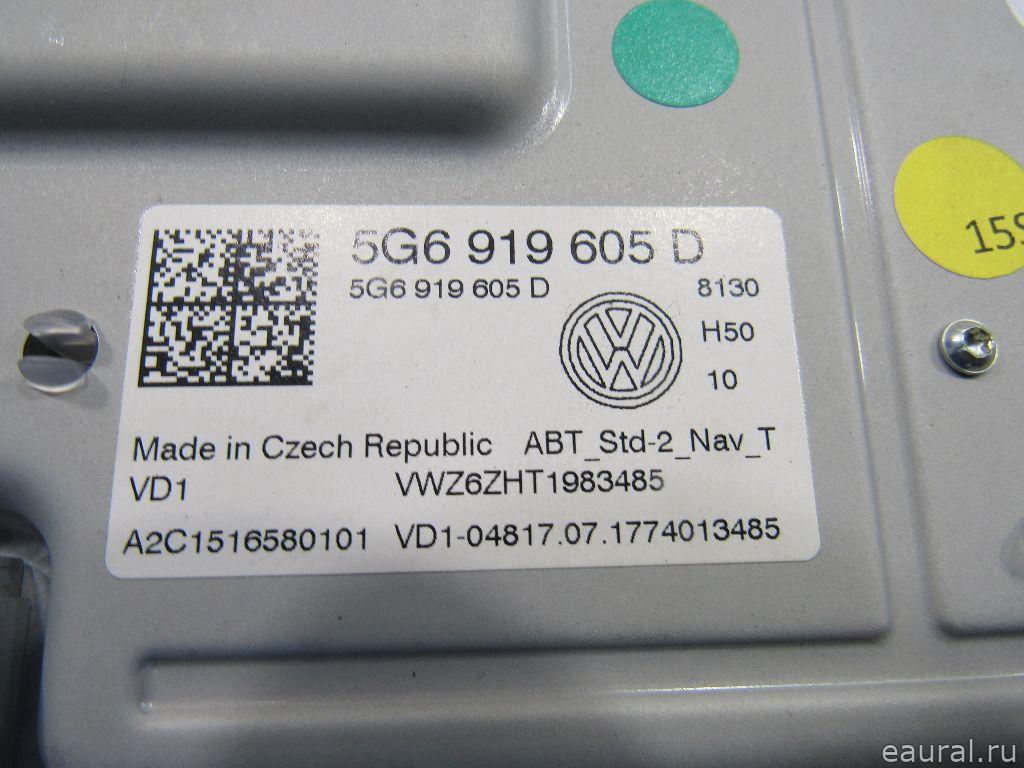 5G6 919 605 D
5G6 919 605 D 8130
H50
10
Made in Czech Republic ABT_Std-2_Nav_T
VD1 VWZ6ZHT1983485
A2C1516580101 VD1-04817.07.1774013485
eaural.ru